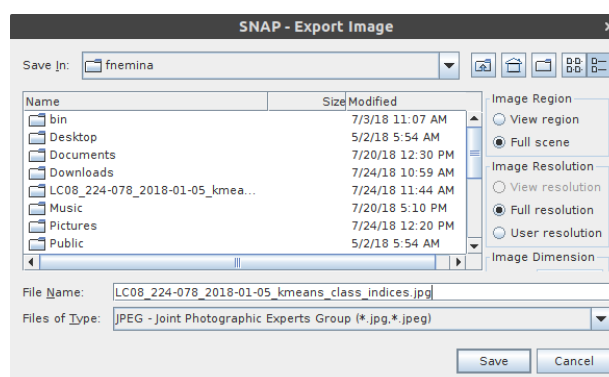 SNAP - Export Image
Save In: fnemina
Name Size Modified
bin 7/3/18 11:07 AM
Desktop 5/2/18 5:54 AM
Documents 7/20/18 12:30 PM
Downloads 7/24/18 10:59 AM
LC08_224-078_2018-01-05_kmea... 7/24/18 11:44 AM
Music 7/20/18 5:10 PM
Pictures 7/24/18 12:20 PM
Public 5/2/18 5:54 AM
Image Region
View region
Full scene
Image Resolution
View resolution
Full resolution
User resolution
Image Dimension
File Name: LC08_224-078_2018-01-05_kmeans_class_indices.jpg
Files of Type: JPEG - Joint Photographic Experts Group (*.jpg,*.jpeg)
Save Cancel